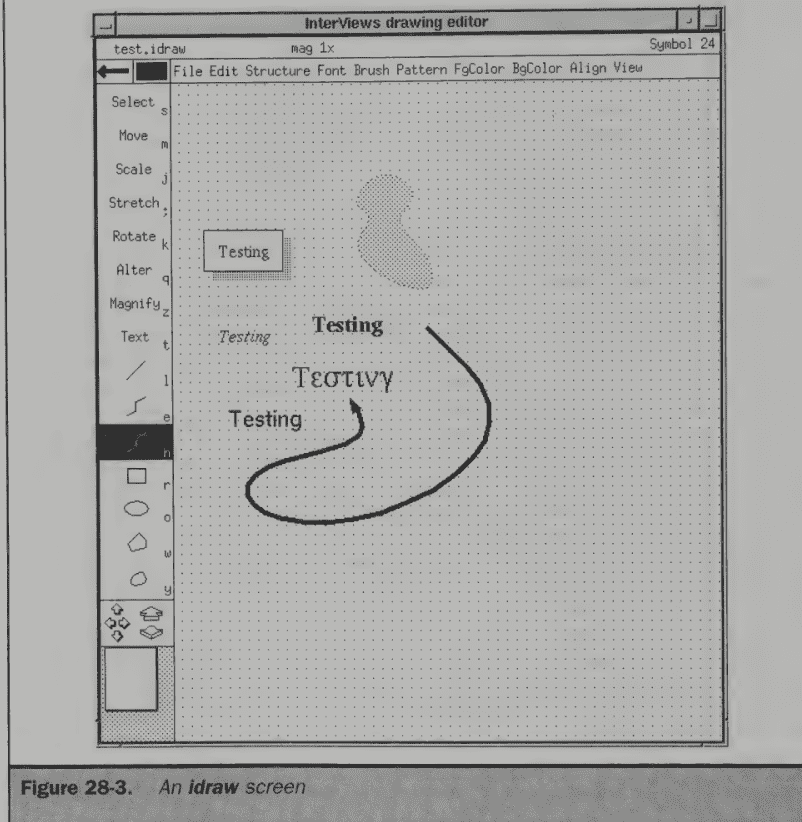 InterViews drawing editor
test.idraw mag 1x Symbol 24
File Edit Structure Font Brush Pattern FgColor BgColor Align View
Select s
Move m
Scale j
Stretch ;
Rotate k
Alter q
Magnify z
Text t
l
e
n
r
o
w
y
Testing
Testing
Testing
Τεστινγ
Testing
Figure 28-3. An idraw screen